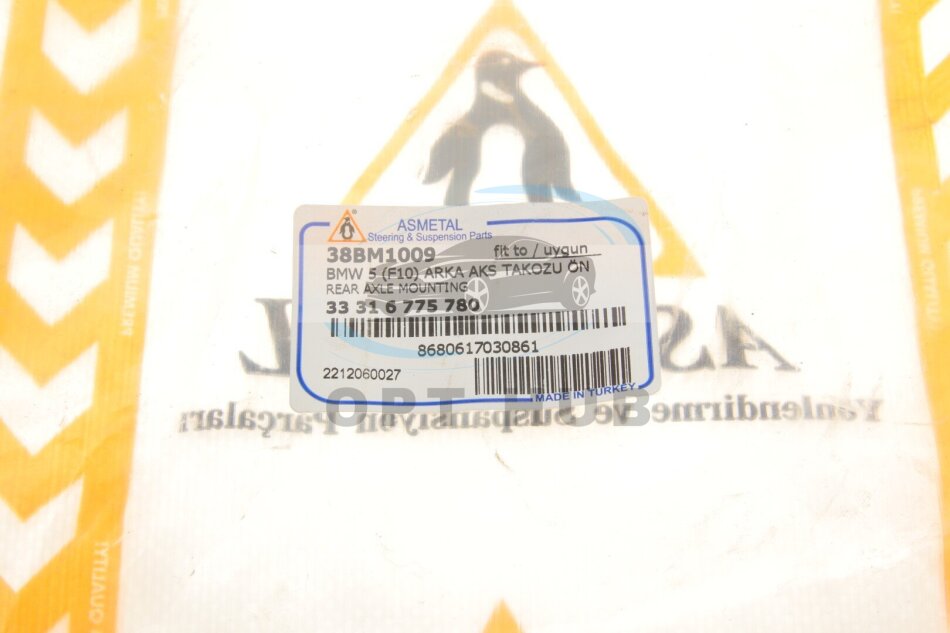 ASMETAL
Steering & Suspension Parts
38BM1009 fit to / uygun
BMW 5 (F10) ARKA AKS TAKOZU ÖN
REAR AXLE MOUNTING
33 31 6 775 780
8680617030861
2212060027
MADE IN TURKEY
OPT HUB
Yönlendirme ve Süspansiyon Parçaları